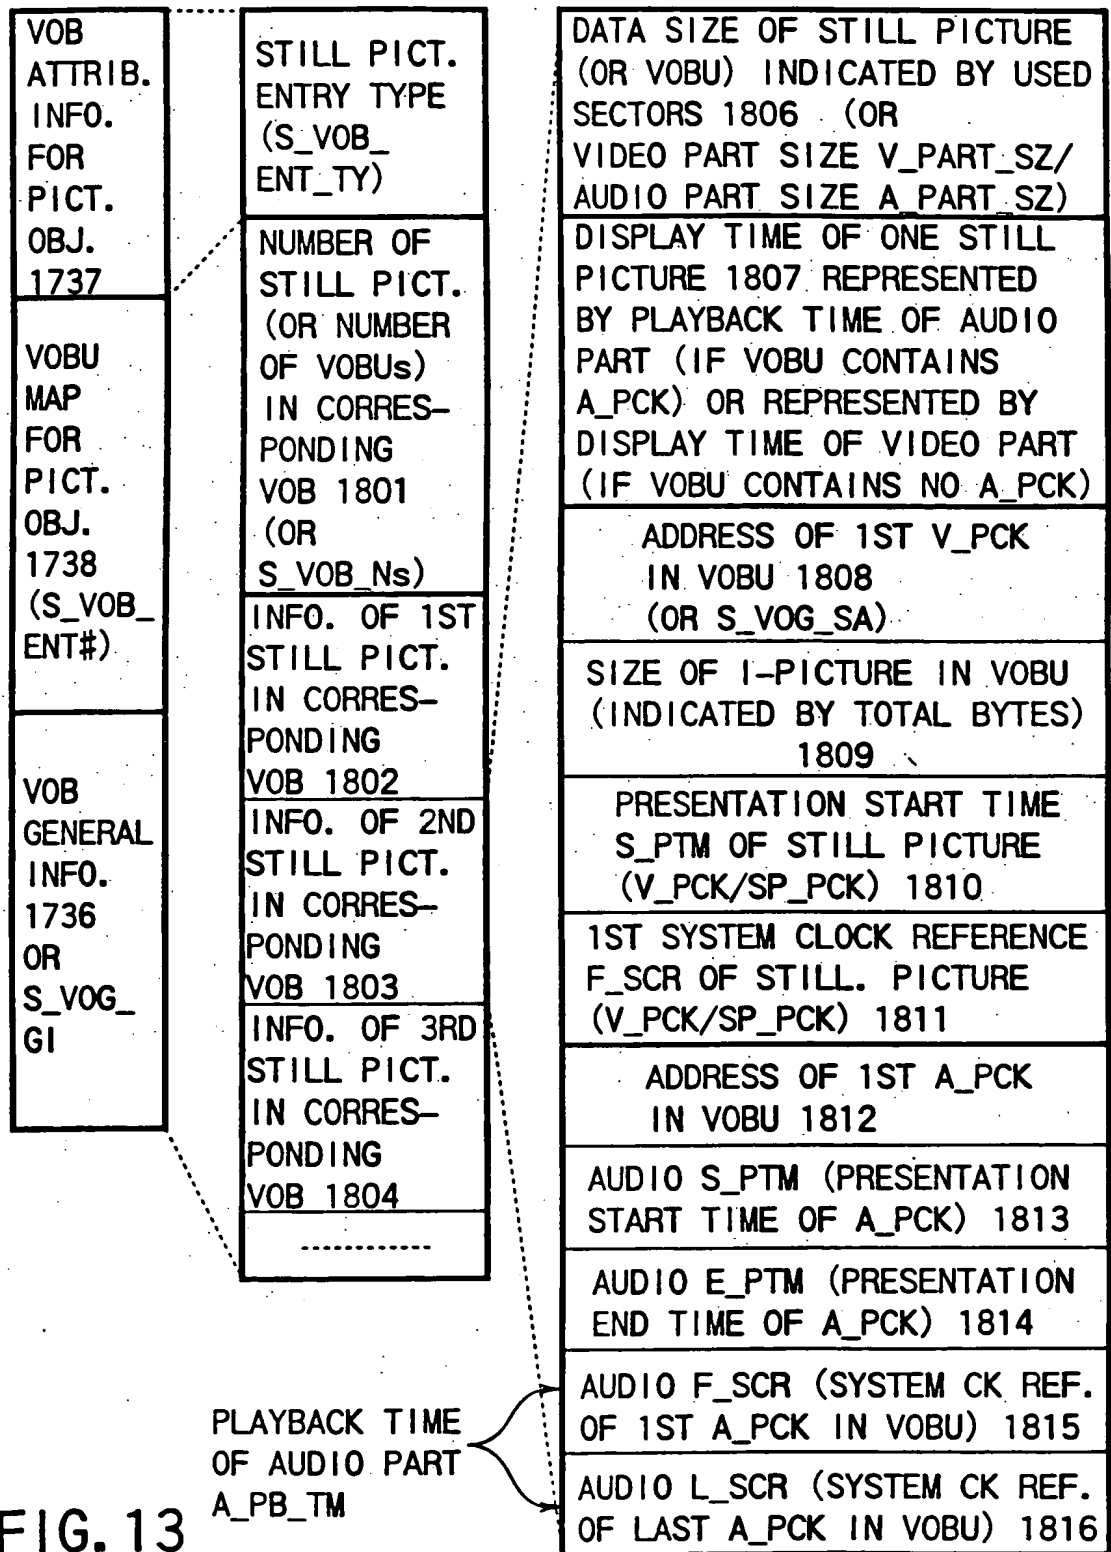 VOB
ATTRIB.
INFO.
FOR
PICT.
OBJ.
1737
VOBU
MAP
FOR
PICT.
OBJ.
1738
(S_VOB_
ENT#)
VOB
GENERAL
INFO.
1736
OR
S_VOG_
GI
STILL PICT.
ENTRY TYPE
(S_VOB_
ENT_TY)
NUMBER OF
STILL PICT.
(OR NUMBER
OF VOBUs)
IN CORRES-
PONDING
VOB 1801
(OR
S_VOB_Ns)
INFO. OF 1ST
STILL PICT.
IN CORRES-
PONDING
VOB 1802
INFO. OF 2ND
STILL PICT.
IN CORRES-
PONDING
VOB 1803
INFO. OF 3RD
STILL PICT.
IN CORRES-
PONDING
VOB 1804
------------
DATA SIZE OF STILL PICTURE
(OR VOBU) INDICATED BY USED
SECTORS 1806 (OR
VIDEO PART SIZE V_PART_SZ/
AUDIO PART SIZE A_PART_SZ)
DISPLAY TIME OF ONE STILL
PICTURE 1807 REPRESENTED
BY PLAYBACK TIME OF AUDIO
PART (IF VOBU CONTAINS
A_PCK) OR REPRESENTED BY
DISPLAY TIME OF VIDEO PART
(IF VOBU CONTAINS NO A_PCK)
ADDRESS OF 1ST V_PCK
IN VOBU 1808
(OR S_VOG_SA)
SIZE OF I-PICTURE IN VOBU
(INDICATED BY TOTAL BYTES)
1809
PRESENTATION START TIME
S_PTM OF STILL PICTURE
(V_PCK/SP_PCK) 1810
1ST SYSTEM CLOCK REFERENCE
F_SCR OF STILL. PICTURE
(V_PCK/SP_PCK) 1811
ADDRESS OF 1ST A_PCK
IN VOBU 1812
AUDIO S_PTM (PRESENTATION
START TIME OF A_PCK) 1813
AUDIO E_PTM (PRESENTATION
END TIME OF A_PCK) 1814
AUDIO F_SCR (SYSTEM CK REF.
OF 1ST A_PCK IN VOBU) 1815
AUDIO L_SCR (SYSTEM CK REF.
OF LAST A_PCK IN VOBU) 1816
PLAYBACK TIME
OF AUDIO PART
A_PB_TM
FIG. 13